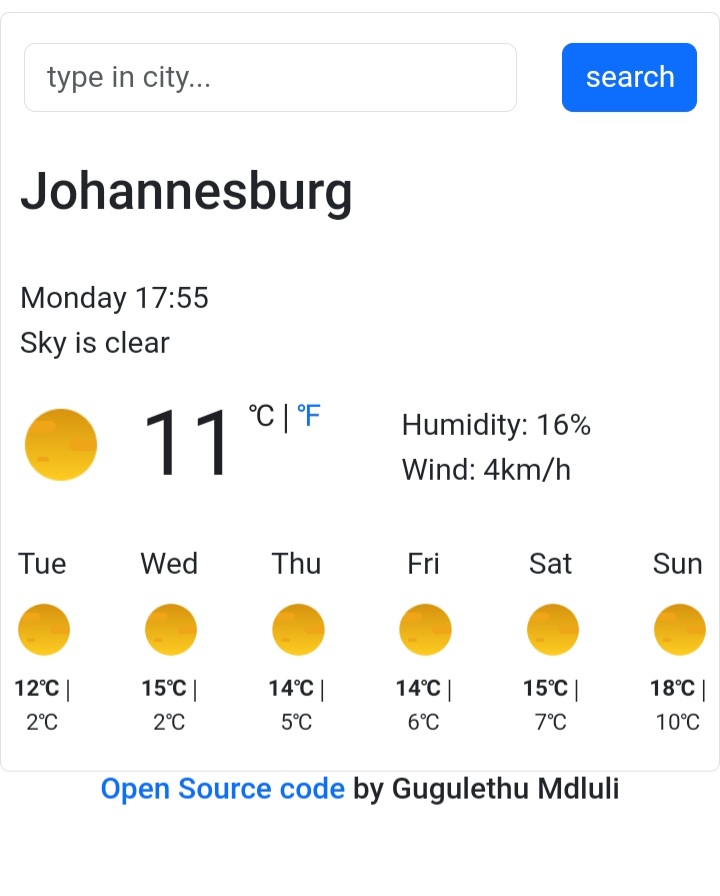 type in city... search
Johannesburg
Monday 17:55
Sky is clear
11 °C | °F
Humidity: 16%
Wind: 4km/h
Tue Wed Thu Fri Sat Sun
12°C | 15°C | 14°C | 14°C | 15°C | 18°C |
2°C 2°C 5°C 6°C 7°C 10°C
Open Source code by Gugulethu Mdluli